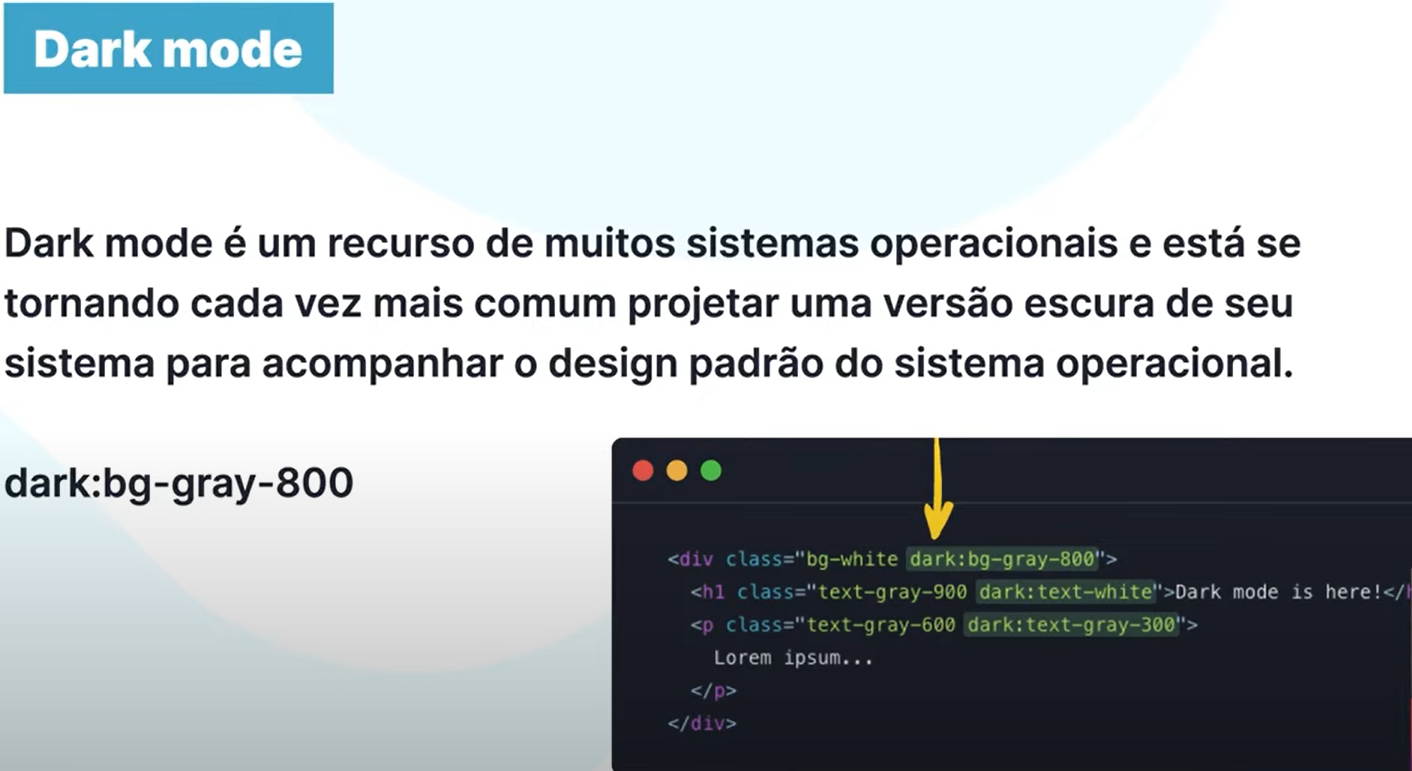 Dark mode
Dark mode é um recurso de muitos sistemas operacionais e está se
tornando cada vez mais comum projetar uma versão escura de seu
sistema para acompanhar o design padrão do sistema operacional.
dark:bg-gray-800
<div class="bg-white dark:bg-gray-800">
<h1 class="text-gray-900 dark:text-white">Dark mode is here!</h
<p class="text-gray-600 dark:text-gray-300">
Lorem ipsum...
</p>
</div>